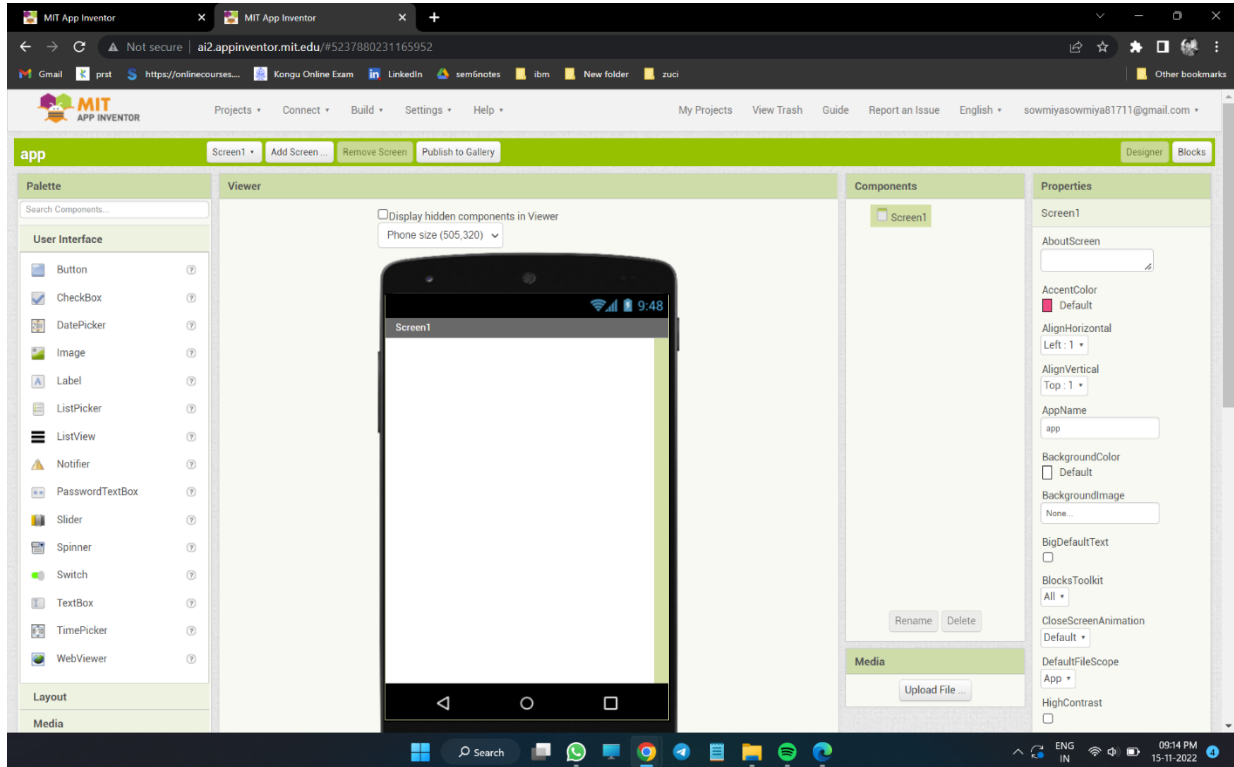 MIT App Inventor
MIT App Inventor
Not secure | ai2.appinventor.mit.edu/#5237880231165952
Gmail prst https://onlinecourses.... Kongu Online Exam LinkedIn sem6notes ibm New folder zuci Other bookmarks
MIT
APP INVENTOR
Projects Connect Build Settings Help My Projects View Trash Guide Report an Issue English sowmiyasowmiya81711@gmail.com
app Screen1 Add Screen ... Remove Screen Publish to Gallery Designer Blocks
Palette
Search Components...
User Interface
Button
CheckBox
DatePicker
Image
Label
ListPicker
ListView
Notifier
PasswordTextBox
Slider
Spinner
Switch
TextBox
TimePicker
WebViewer
Layout
Media
Viewer
Display hidden components in Viewer
Phone size (505,320)
9:48
Screen1
Components
Screen1
Rename Delete
Media
Upload File ...
Properties
Screen1
AboutScreen
AccentColor
Default
AlignHorizontal
Left : 1
AlignVertical
Top : 1
AppName
app
BackgroundColor
Default
BackgroundImage
None...
BigDefaultText
BlocksToolkit
All
CloseScreenAnimation
Default
DefaultFileScope
App
HighContrast
Search
ENG
IN
09:14 PM
15-11-2022
4